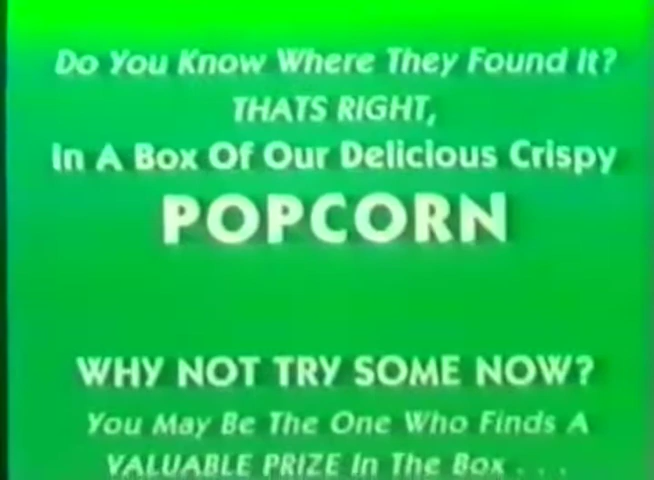 Do You Know Where They Found It?
THATS RIGHT,
In A Box Of Our Delicious Crispy
POPCORN
WHY NOT TRY SOME NOW?
You May Be The One Who Finds A
VALUABLE PRIZE In The Box . . .